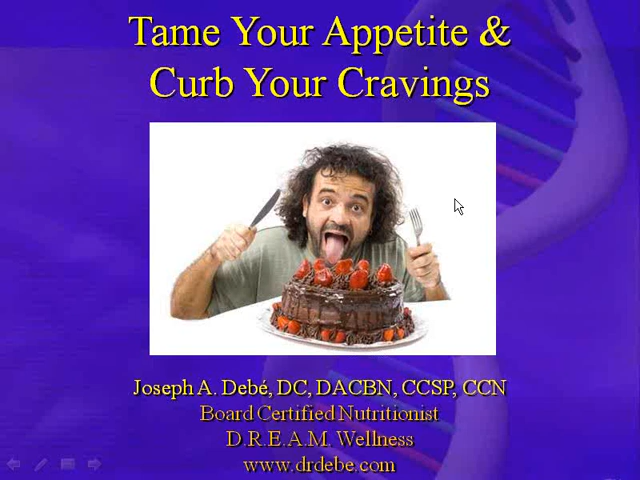 Tame Your Appetite &
Curb Your Cravings
Joseph A. Debé, DC, DACBN, CCSP, CCN
Board Certified Nutritionist
D.R.E.A.M. Wellness
www.drdebe.com